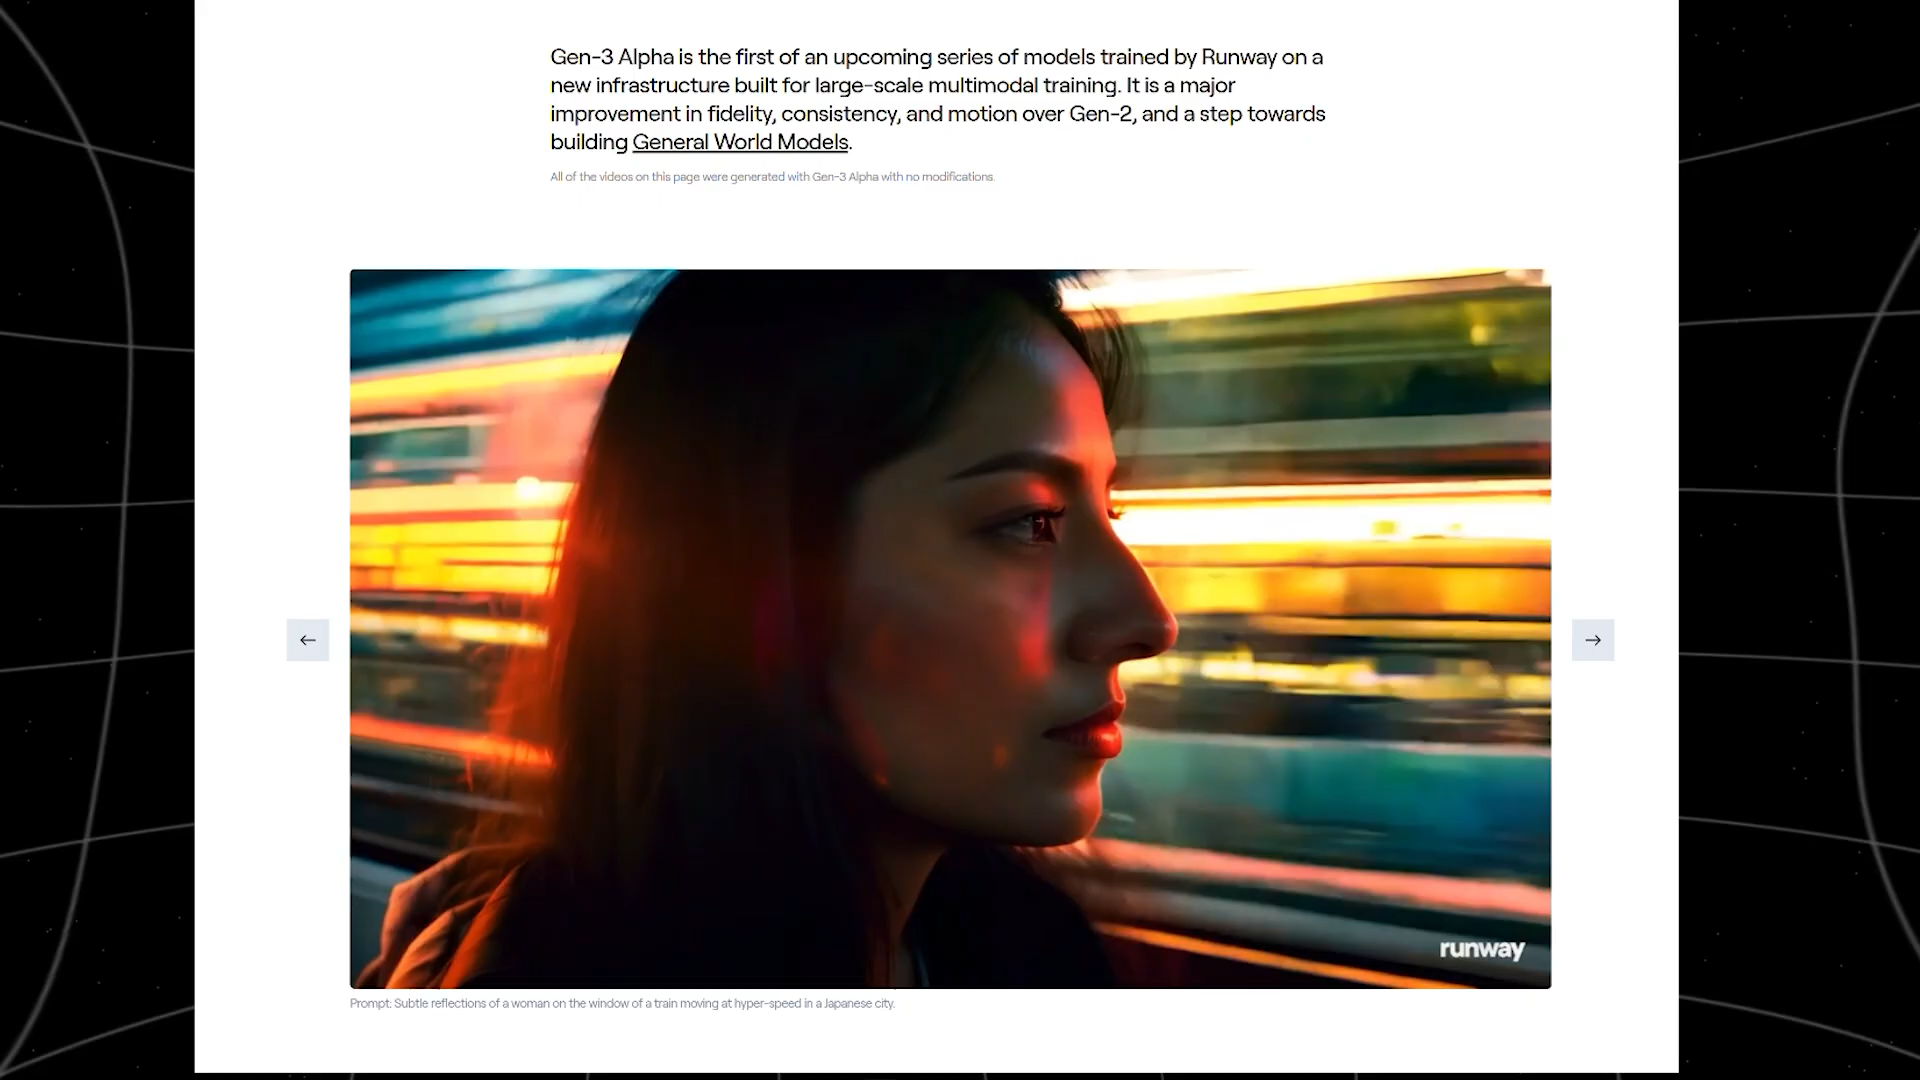 Gen-3 Alpha is the first of an upcoming series of models trained by Runway on a
new infrastructure built for large-scale multimodal training. It is a major
improvement in fidelity, consistency, and motion over Gen-2, and a step towards
building General World Models.
All of the videos on this page were generated with Gen-3 Alpha with no modifications.
runway
Prompt: Subtle reflections of a woman on the window of a train moving at hyper-speed in a Japanese city.